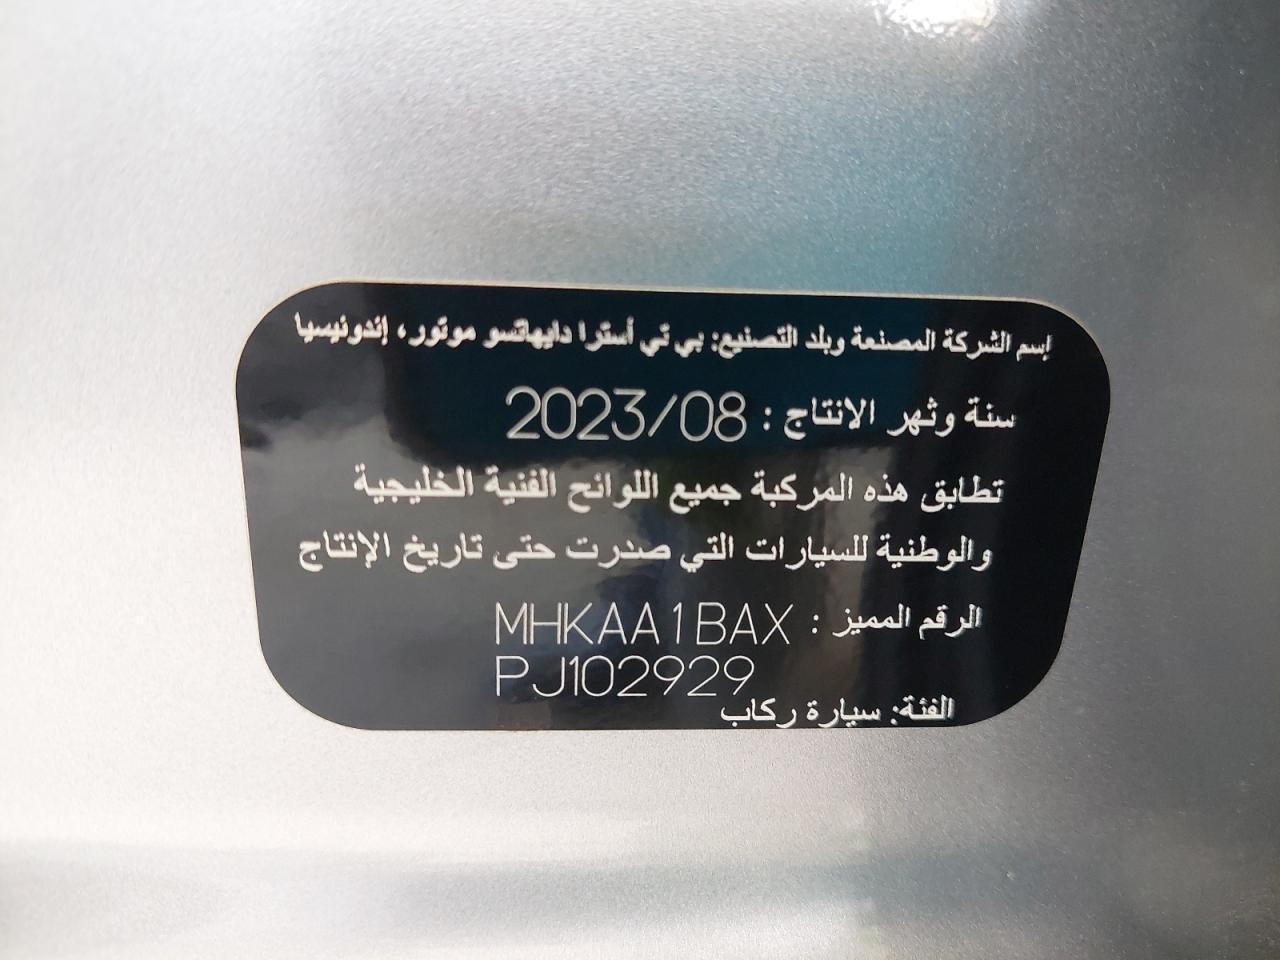 إسم الشركة المصنعة وبلد التصنيع: بي تي أسترا دايهاتسو موتور، إندونيسيا
سنة وشهر الانتاج : 2023/08
تطابق هذه المركبة جميع اللوائح الفنية الخليجية
والوطنية للسيارات التي صدرت حتى تاريخ الإنتاج
الرقم المميز : MHKAA1BAX
PJ102929
الفئة: سيارة ركاب